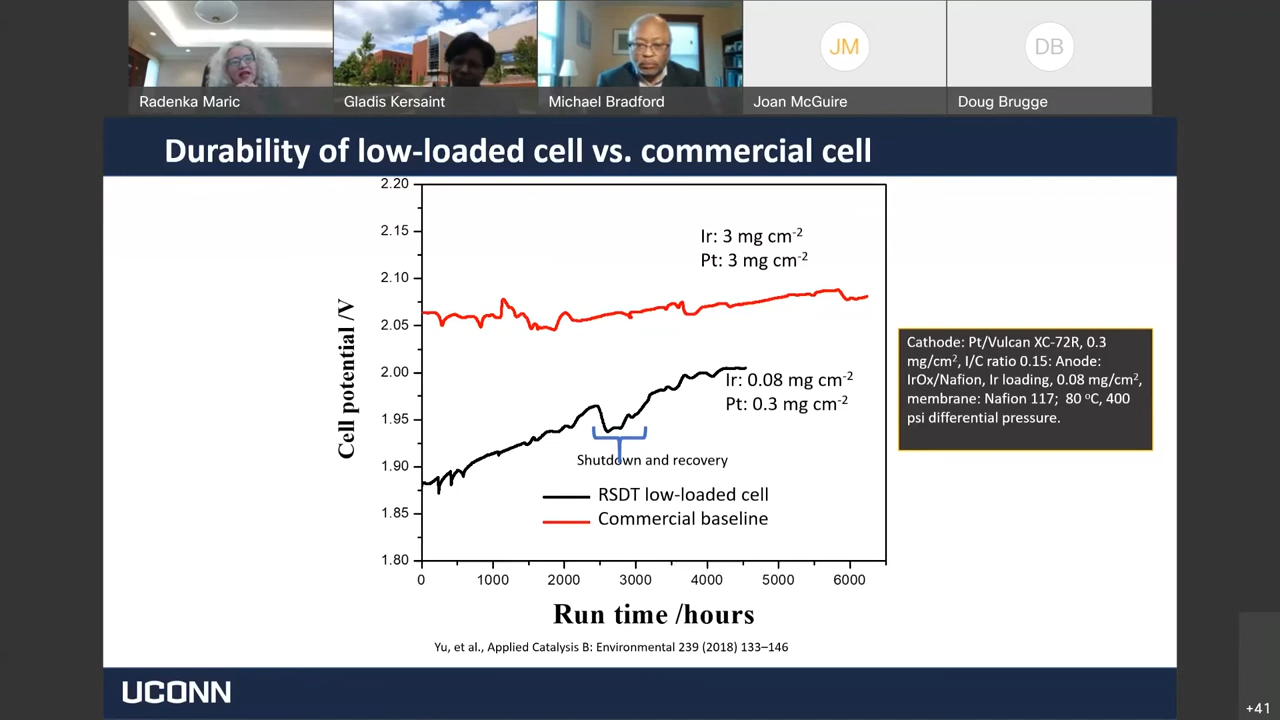 JM
DB
Radenka Maric
Gladis Kersaint
Michael Bradford
Joan McGuire
Doug Brugge
Durability of low-loaded cell vs. commercial cell
2.20
2.15
2.10
2.05
2.00
1.95
1.90
1.85
1.80
Cell potential /V
Ir: 3 mg cm-2
Pt: 3 mg cm-2
Ir: 0.08 mg cm-2
Pt: 0.3 mg cm-2
Shutdown and recovery
RSDT low-loaded cell
Commercial baseline
0 1000 2000 3000 4000 5000 6000
Run time /hours
Cathode: Pt/Vulcan XC-72R, 0.3
mg/cm2, I/C ratio 0.15: Anode:
IrOx/Nafion, Ir loading, 0.08 mg/cm2,
membrane: Nafion 117; 80 oC, 400
psi differential pressure.
Yu, et al., Applied Catalysis B: Environmental 239 (2018) 133–146
UCONN
+41